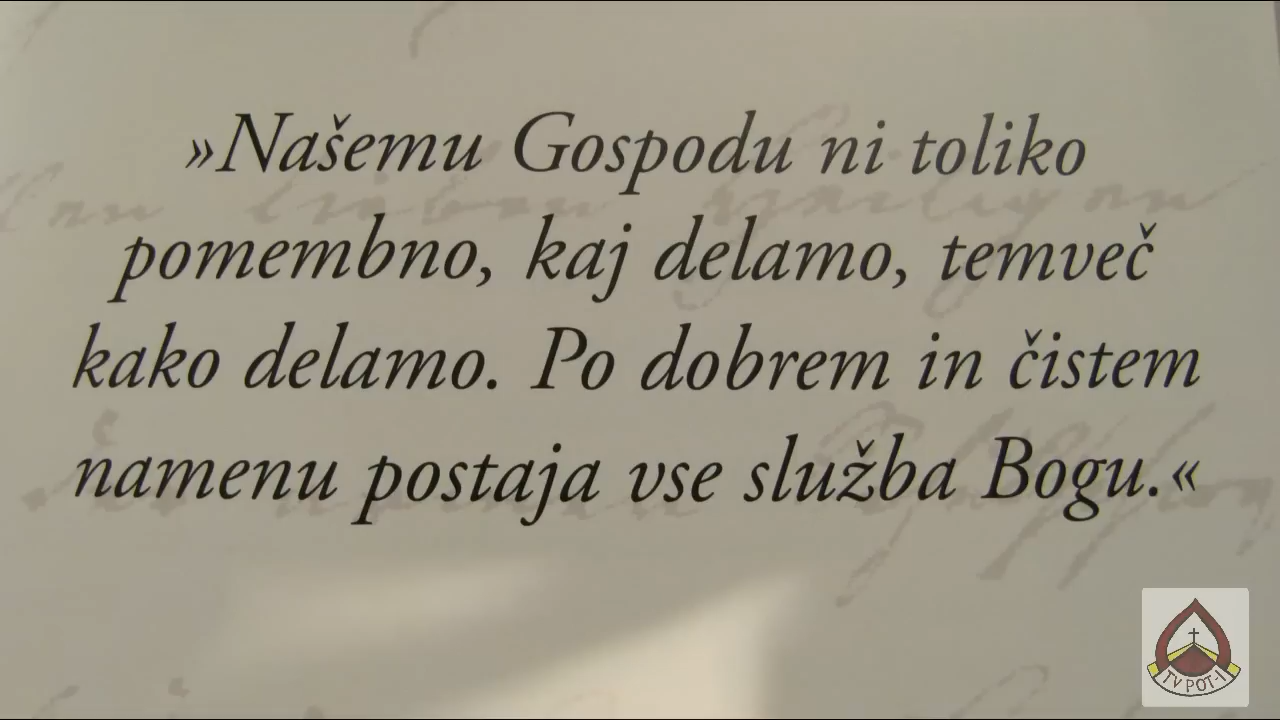 »Našemu Gospodu ni toliko
pomembno, kaj delamo, temveč
kako delamo. Po dobrem in čistem
namenu postaja vse služba Bogu.«
TV POT-1